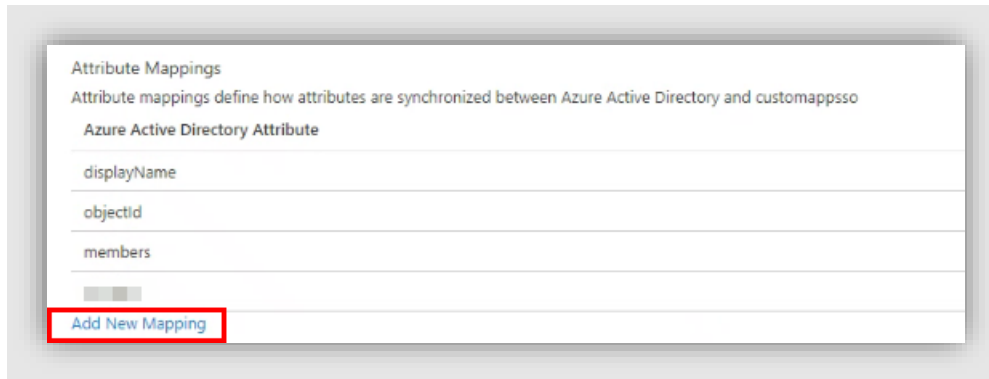 Attribute Mappings
Attribute mappings define how attributes are synchronized between Azure Active Directory and customappsso
Azure Active Directory Attribute
displayName
objectId
members
Add New Mapping